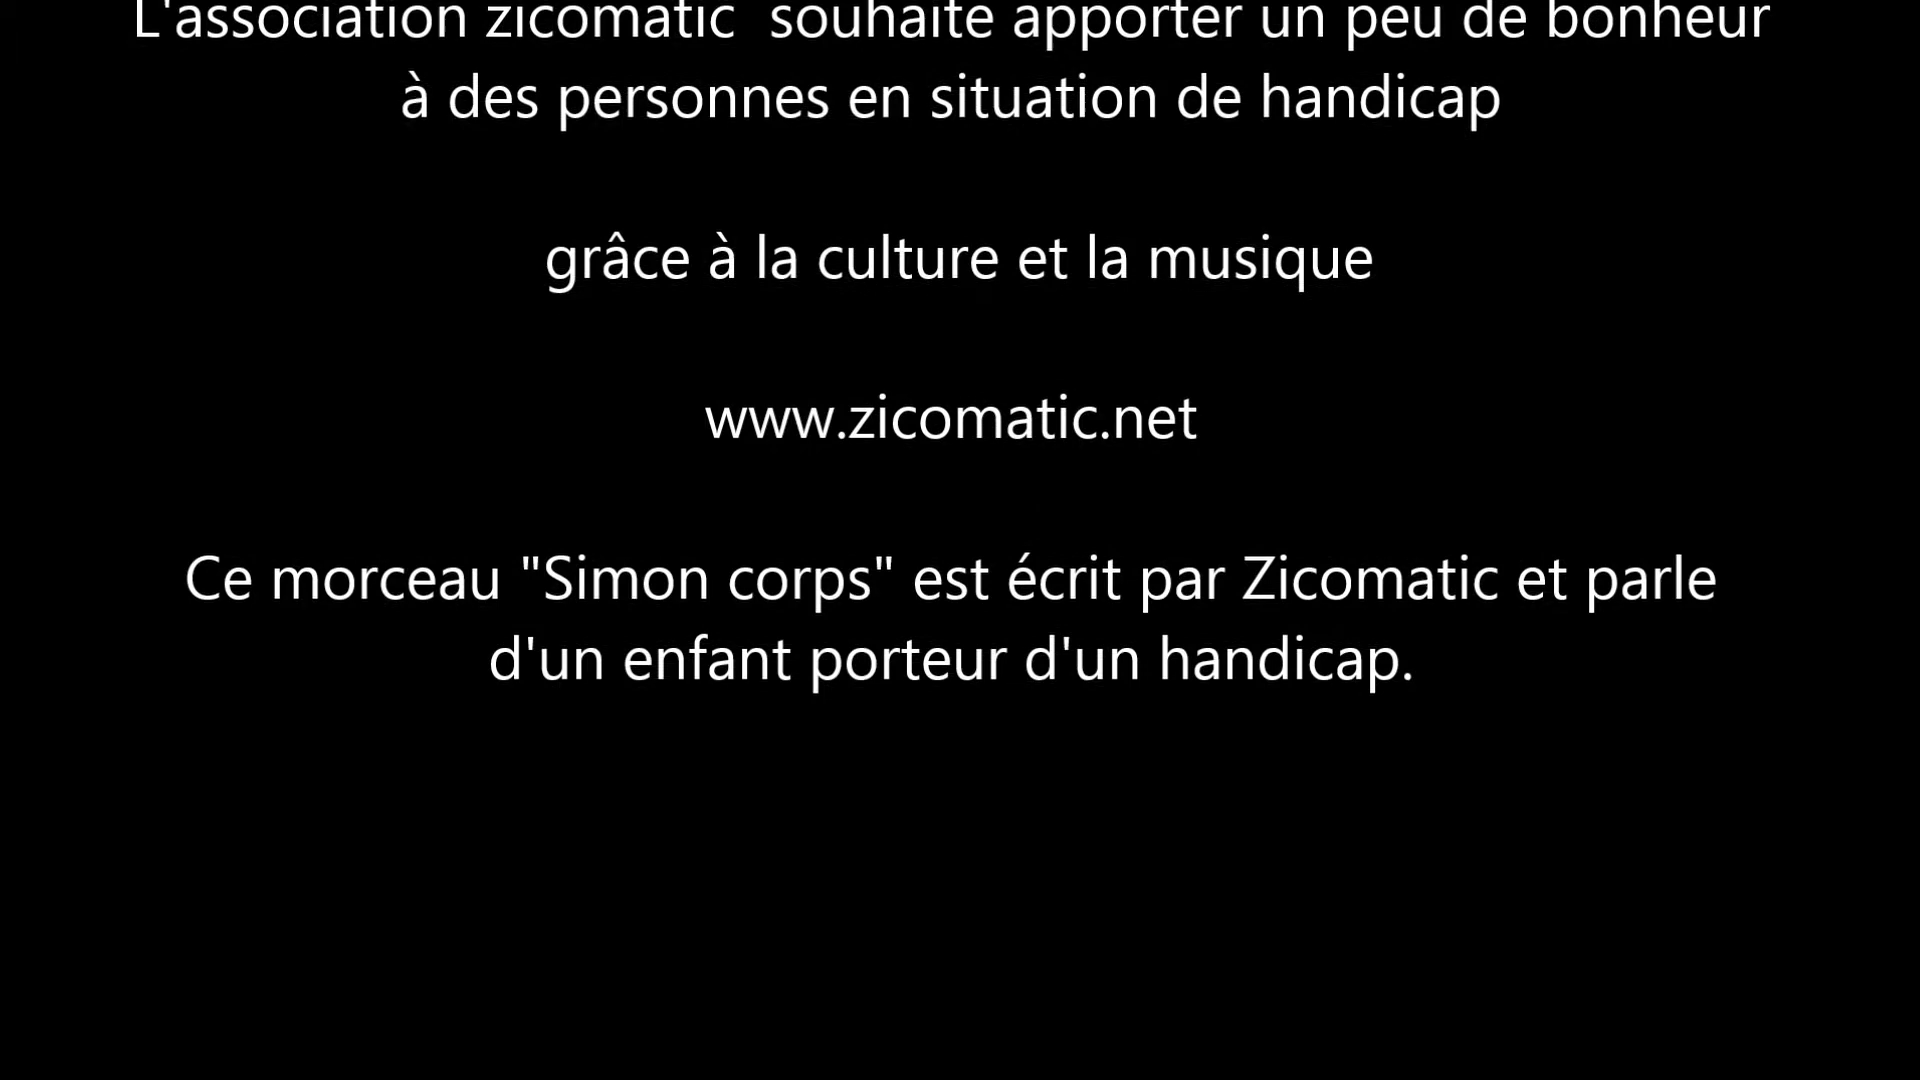 L'association zicomatic  souhaite apporter un peu de bonheur
à des personnes en situation de handicap
grâce à la culture et la musique
www.zicomatic.net
Ce morceau "Simon corps" est écrit par Zicomatic et parle
d'un enfant porteur d'un handicap.